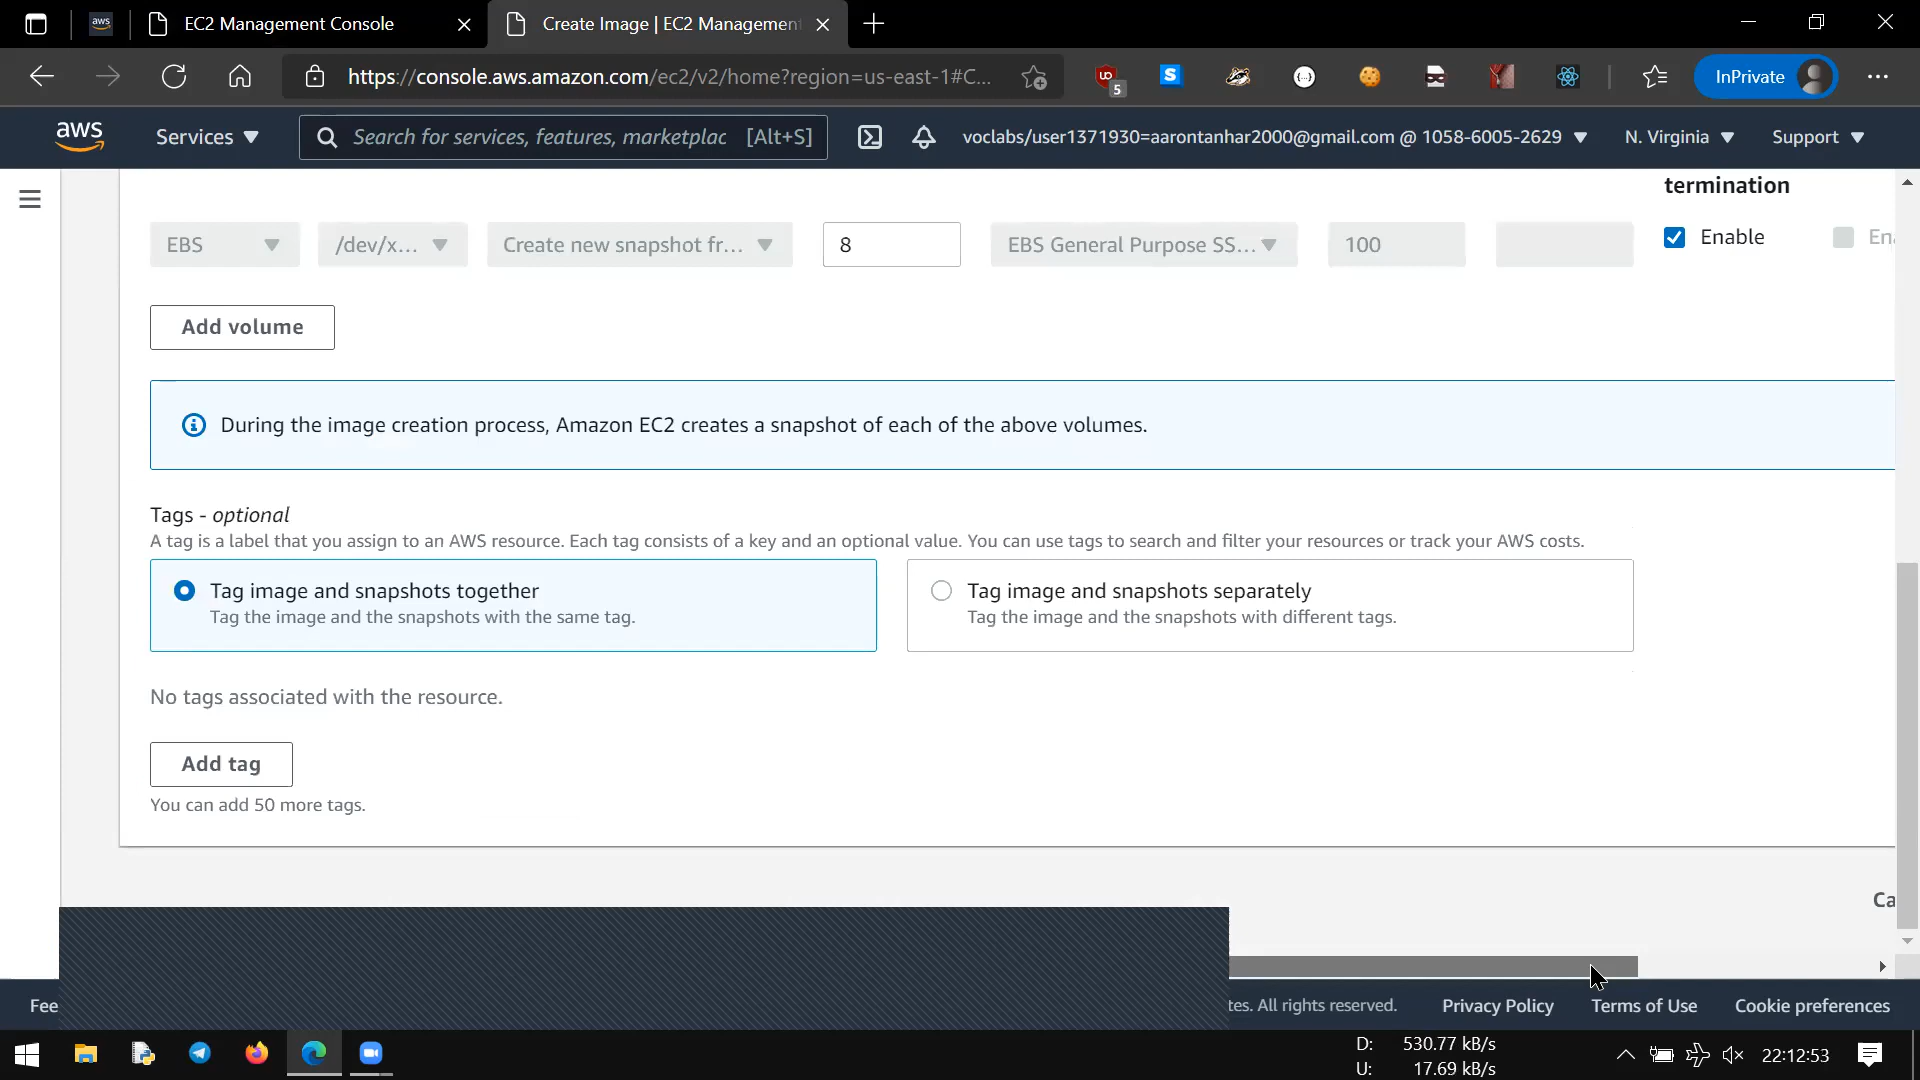 EC2 Management Console
Create Image | EC2 Management
https://console.aws.amazon.com/ec2/v2/home?region=us-east-1#C...
5
InPrivate
aws
Services
Search for services, features, marketplac [Alt+S]
voclabs/user1371930=aarontanhar2000@gmail.com @ 1058-6005-2629
N. Virginia
Support
termination
EBS
/dev/x...
Create new snapshot fr...
8
EBS General Purpose SS...
100
Enable
Add volume
During the image creation process, Amazon EC2 creates a snapshot of each of the above volumes.
Tags - optional
A tag is a label that you assign to an AWS resource. Each tag consists of a key and an optional value. You can use tags to search and filter your resources or track your AWS costs.
Tag image and snapshots together
Tag the image and the snapshots with the same tag.
Tag image and snapshots separately
Tag the image and the snapshots with different tags.
No tags associated with the resource.
Add tag
You can add 50 more tags.
All rights reserved.
Privacy Policy
Terms of Use
Cookie preferences
D: 530.77 kB/s
U: 17.69 kB/s
22:12:53